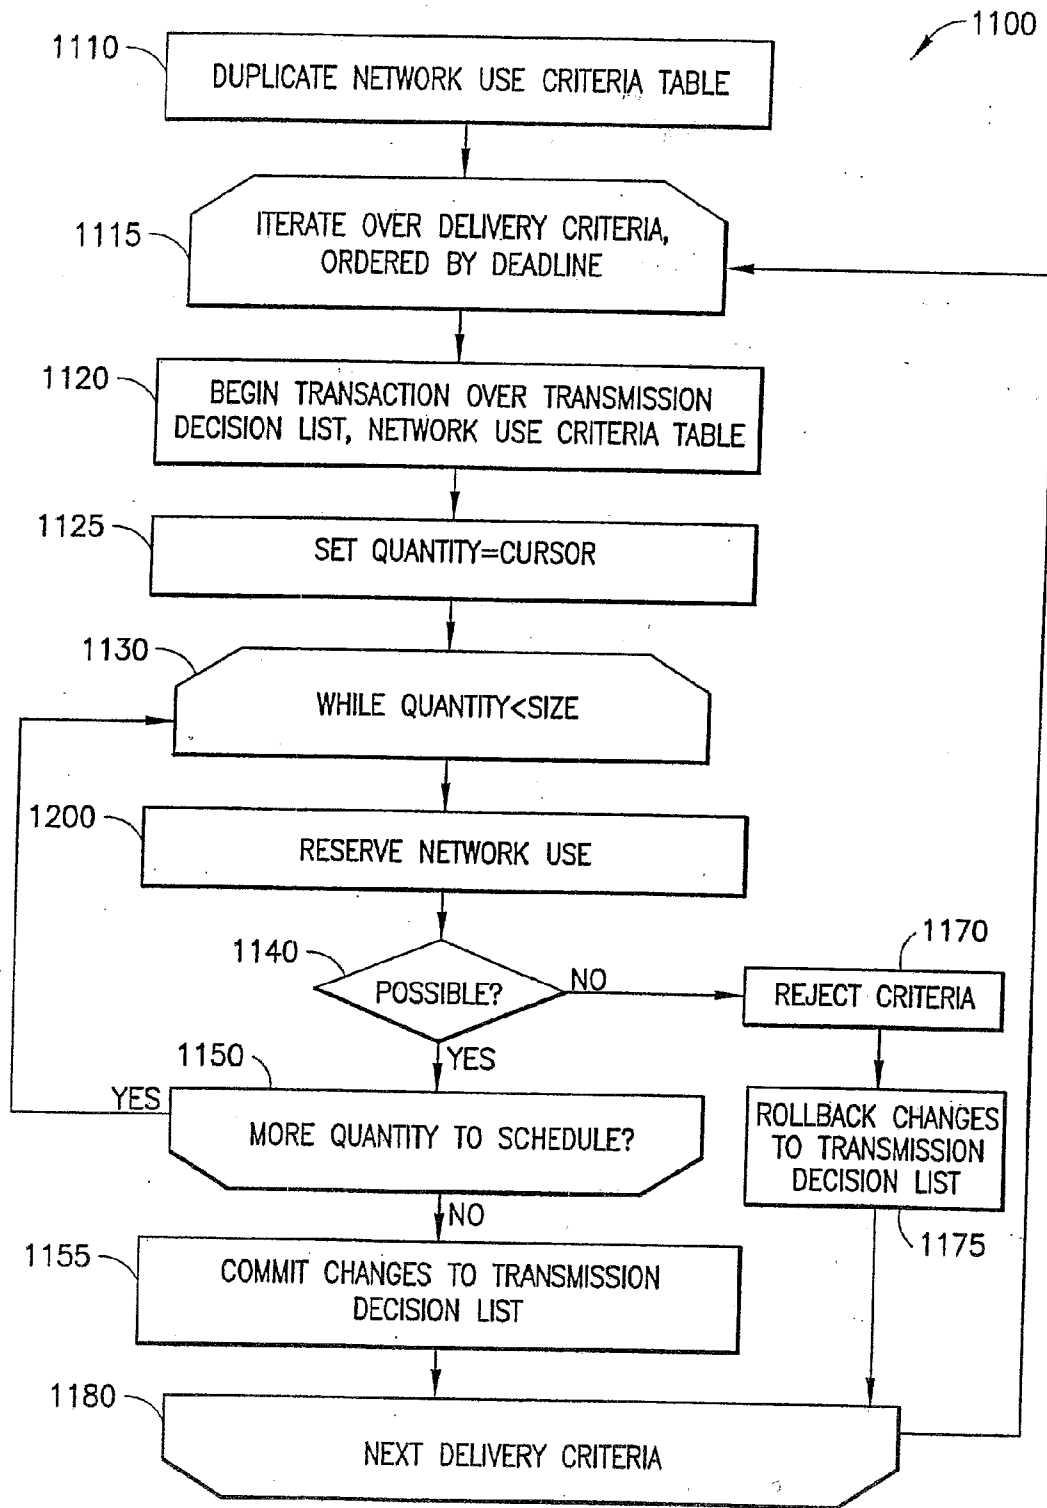 1100
1110
DUPLICATE NETWORK USE CRITERIA TABLE
1115
ITERATE OVER DELIVERY CRITERIA,
ORDERED BY DEADLINE
1120
BEGIN TRANSACTION OVER TRANSMISSION
DECISION LIST, NETWORK USE CRITERIA TABLE
1125
SET QUANTITY=CURSOR
1130
WHILE QUANTITY<SIZE
1200
RESERVE NETWORK USE
1140
POSSIBLE?
NO
1170
REJECT CRITERIA
YES
1150
YES
MORE QUANTITY TO SCHEDULE?
ROLLBACK CHANGES
TO TRANSMISSION
DECISION LIST
1175
NO
1155
COMMIT CHANGES TO TRANSMISSION
DECISION LIST
1180
NEXT DELIVERY CRITERIA